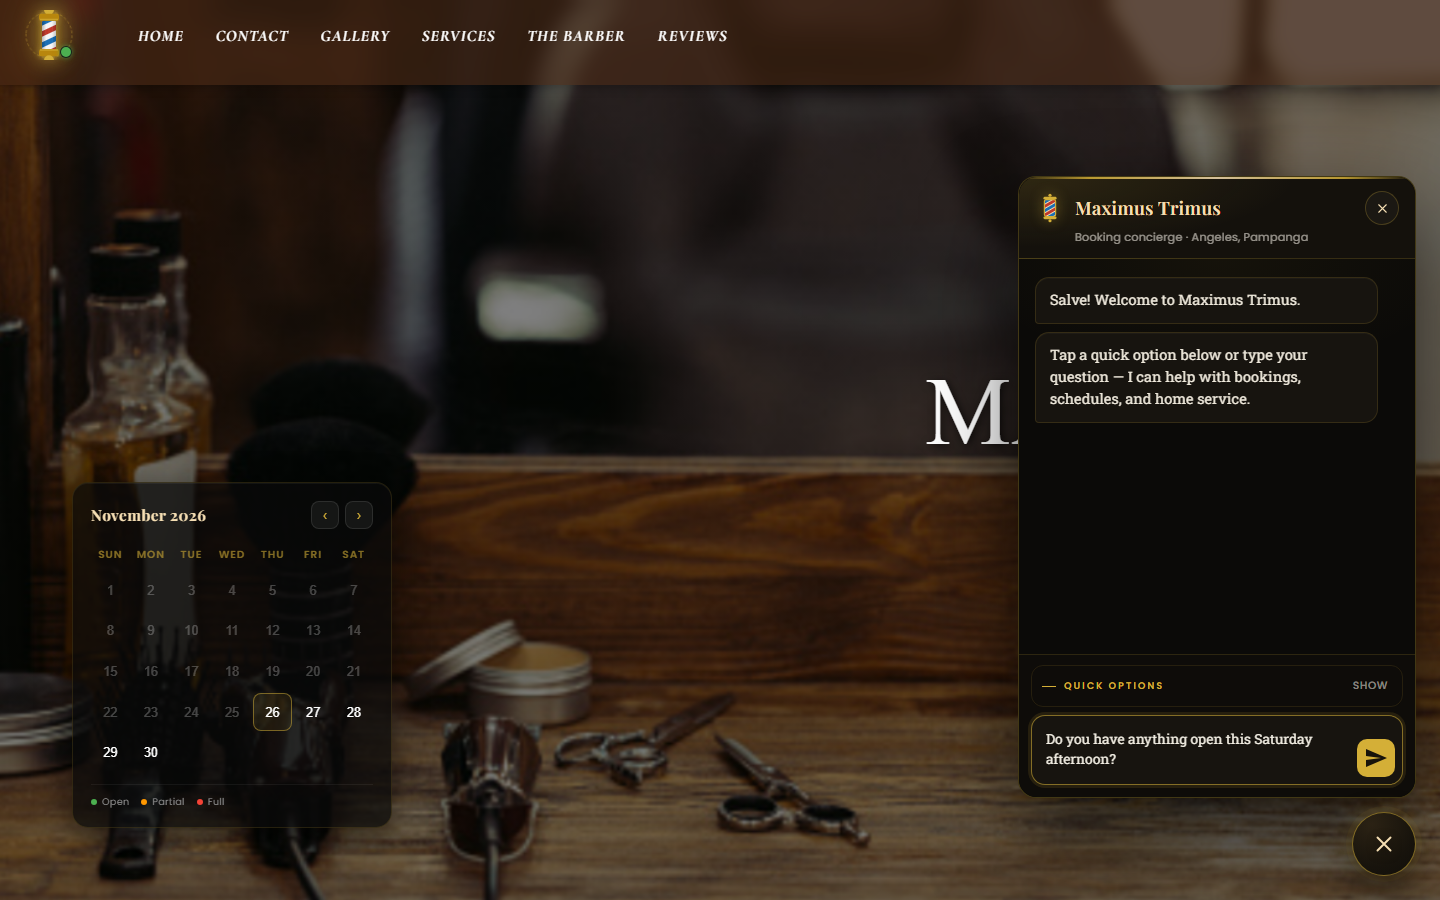 HOME CONTACT GALLERY SERVICES THE BARBER REVIEWS
Maximus Trimus
Booking concierge · Angeles, Pampanga
Salve! Welcome to Maximus Trimus.
Tap a quick option below or type your
question — I can help with bookings,
schedules, and home service.
M
November 2026
SUN MON TUE WED THU FRI SAT
1 2 3 4 5 6 7
8 9 10 11 12 13 14
15 16 17 18 19 20 21
22 23 24 25 26 27 28
29 30
Open Partial Full
QUICK OPTIONS SHOW
Do you have anything open this Saturday
afternoon?